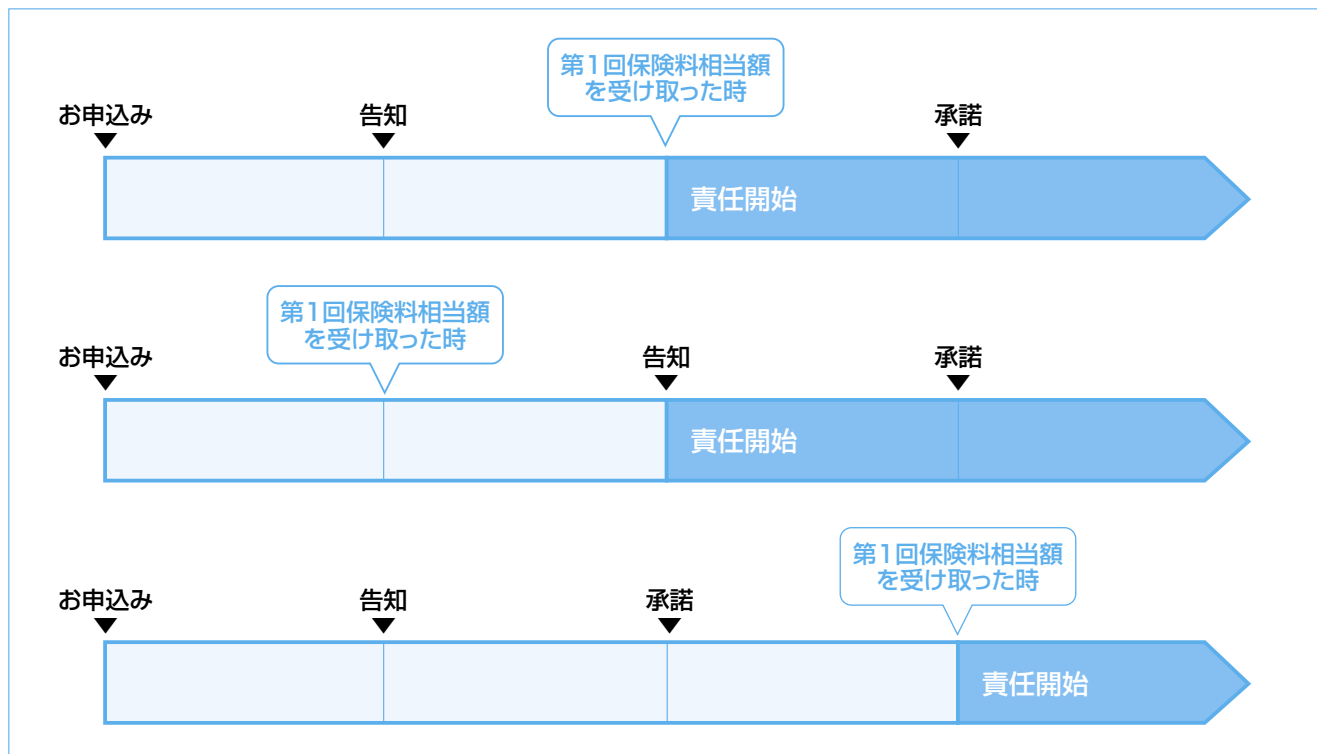 第1回保険料相当額
を受け取った時
お申込み
告知
承諾
責任開始
第1回保険料相当額
を受け取った時
お申込み
告知
承諾
責任開始
第1回保険料相当額
を受け取った時
お申込み
告知
承諾
責任開始